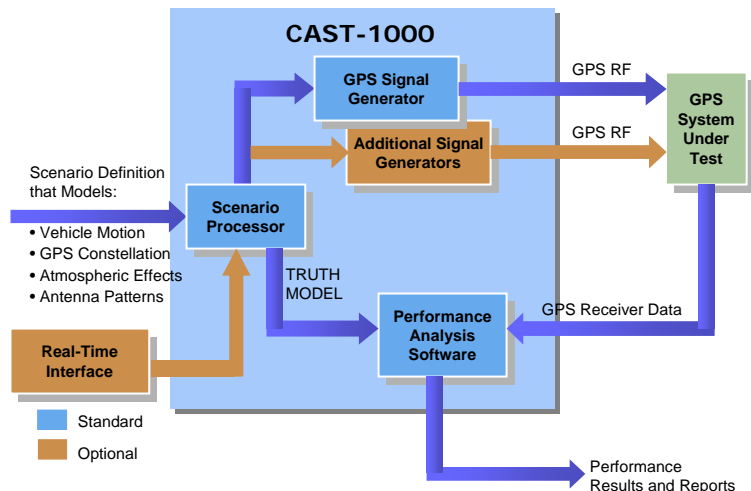 CAST-1000
GPS Signal
Generator
GPS RF
GPS
System
Under
Test
Additional Signal
Generators
GPS RF
Scenario Definition
that Models:
• Vehicle Motion
• GPS Constellation
• Atmospheric Effects
• Antenna Patterns
Scenario
Processor
TRUTH
MODEL
Performance
Analysis
Software
GPS Receiver Data
Real-Time
Interface
Standard
Optional
Performance
Results and Reports